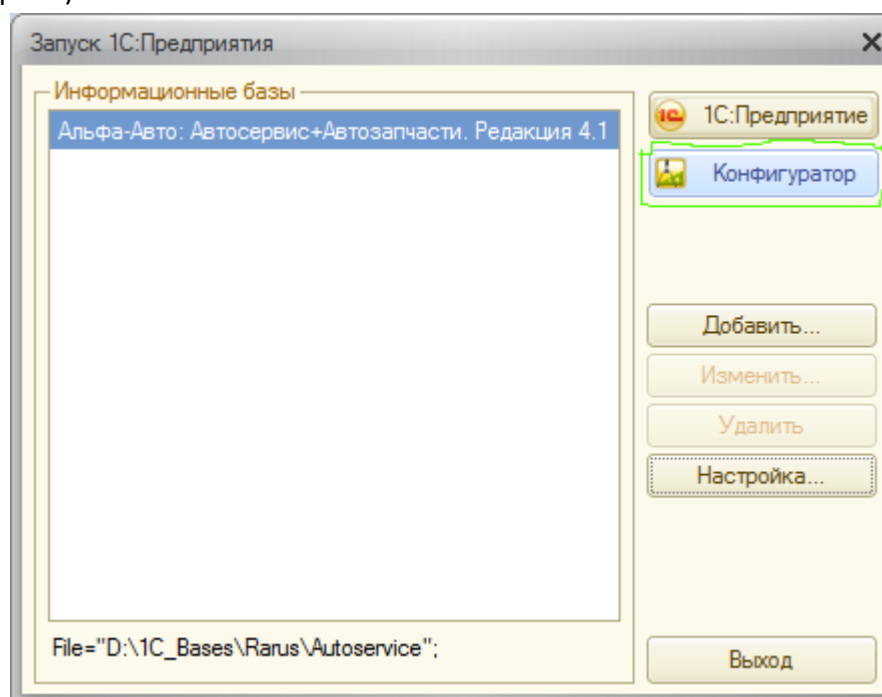 Запуск 1С:Предприятия
Информационные базы
Альфа-Авто: Автосервис+Автозапчасти. Редакция 4.1
1С:Предприятие
Конфигуратор
Добавить...
Изменить...
Удалить
Настройка...
File="D:\1C_Bases\Rarus\Autoservice";
Выход